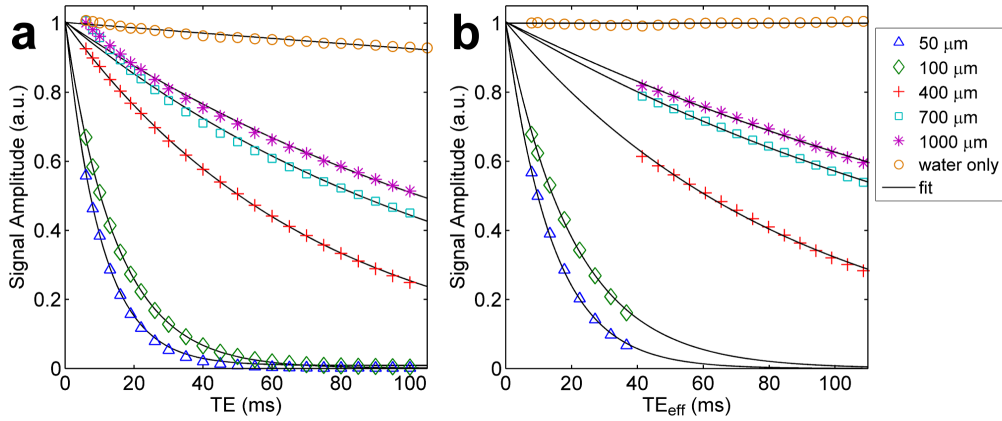 a
1
0.8
0.6
0.4
0.2
0
Signal Amplitude (a.u.)
0 20 40 60 80 100
TE (ms)
b
1
0.8
0.6
0.4
0.2
0
Signal Amplitude (a.u.)
0 20 40 60 80 100
TEeff (ms)
50 μm
100 μm
400 μm
700 μm
1000 μm
water only
fit